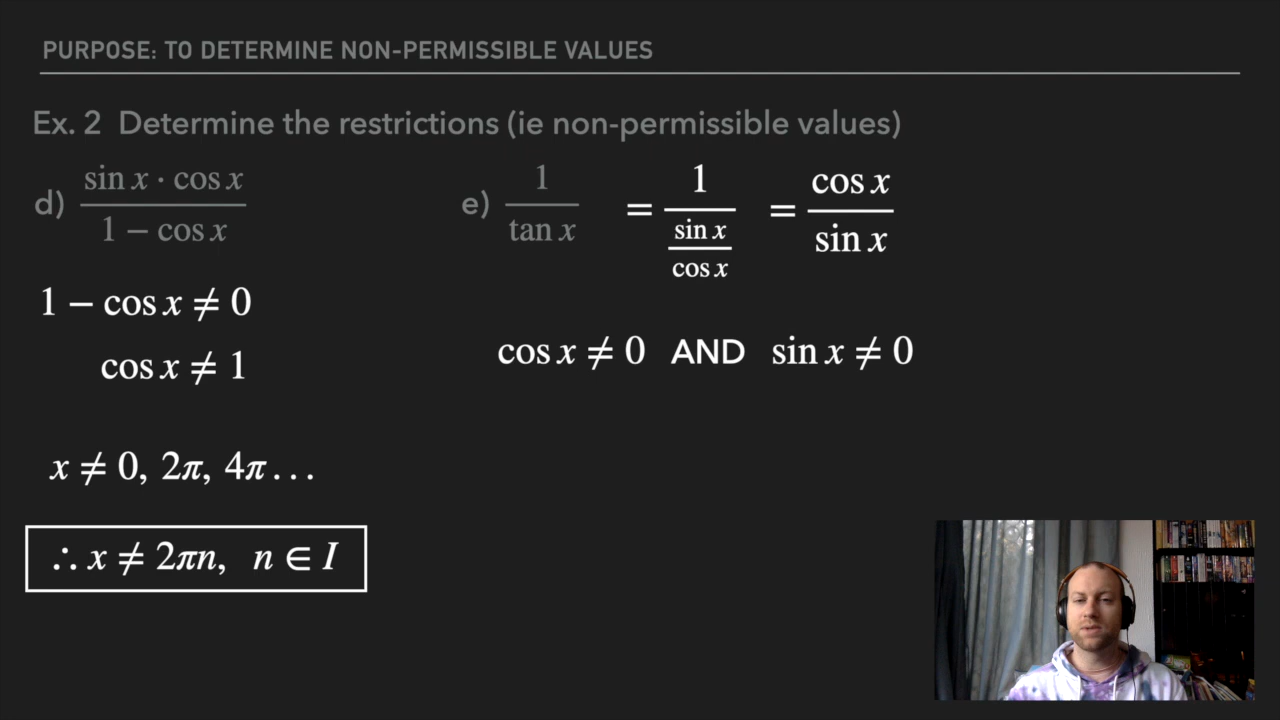 PURPOSE: TO DETERMINE NON-PERMISSIBLE VALUES
Ex. 2 Determine the restrictions (ie non-permissible values)
d) sin x · cos x / 1 − cos x
1 − cos x ≠ 0
cos x ≠ 1
x ≠ 0, 2π, 4π . . .
∴ x ≠ 2πn, n ∈ I
e) 1 / tan x = 1 / (sin x / cos x) = cos x / sin x
cos x ≠ 0 AND sin x ≠ 0